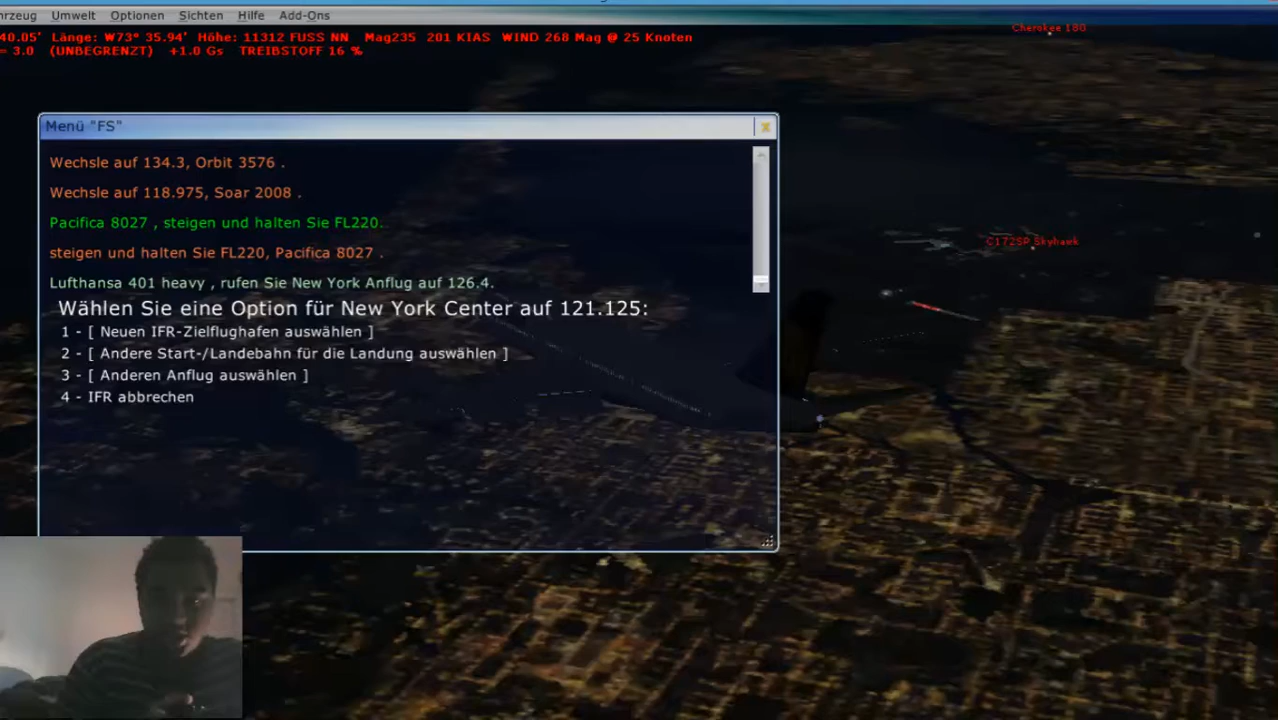 rzeug Umwelt Optionen Sichten Hilfe Add-Ons
40.05' Länge: W73° 35.94' Höhe: 11312 FUSS NN Mag235 201 KIAS WIND 268 Mag @ 25 Knoten
= 3.0 (UNBEGRENZT) +1.0 Gs TREIBSTOFF 16 %
Cherokee 180
Menü "FS"
Wechsle auf 134.3, Orbit 3576 .
Wechsle auf 118.975, Soar 2008 .
Pacifica 8027 , steigen und halten Sie FL220.
C172SP Skyhawk
steigen und halten Sie FL220, Pacifica 8027 .
Lufthansa 401 heavy , rufen Sie New York Anflug auf 126.4.
Wählen Sie eine Option für New York Center auf 121.125:
1 - [ Neuen IFR-Zielflughafen auswählen ]
2 - [ Andere Start-/Landebahn für die Landung auswählen ]
3 - [ Anderen Anflug auswählen ]
4 - IFR abbrechen